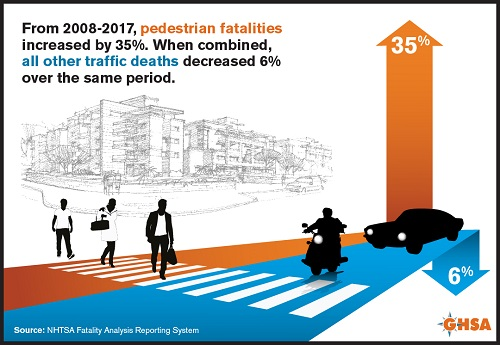 From 2008-2017, pedestrian fatalities
increased by 35%. When combined,
all other traffic deaths decreased 6%
over the same period.
35%
6%
GHSA
Source: NHTSA Fatality Analysis Reporting System